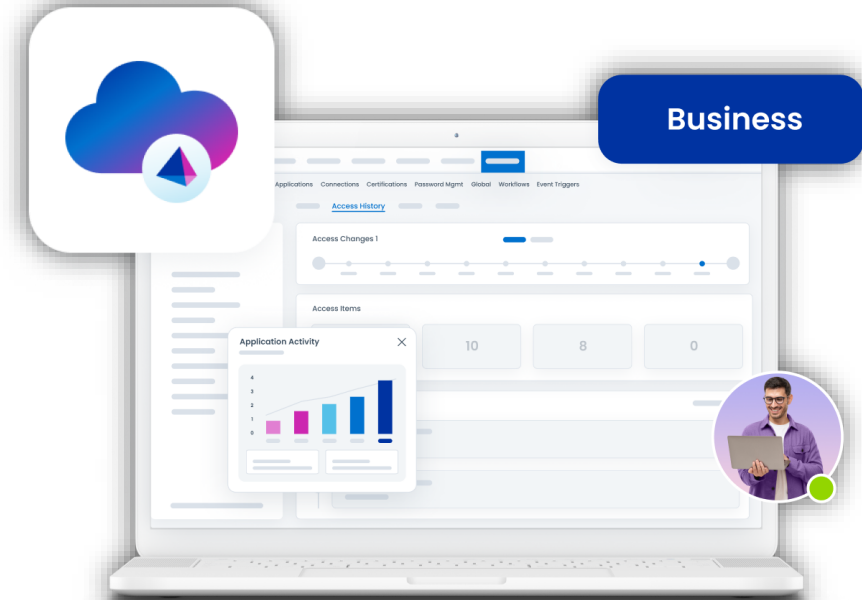 Business
Applications Connections Certifications Password Mgmt Global Workflows Event Triggers
Access History
Access Changes 1
Access Items
10 8 0
Application Activity
4
3
2
1
0